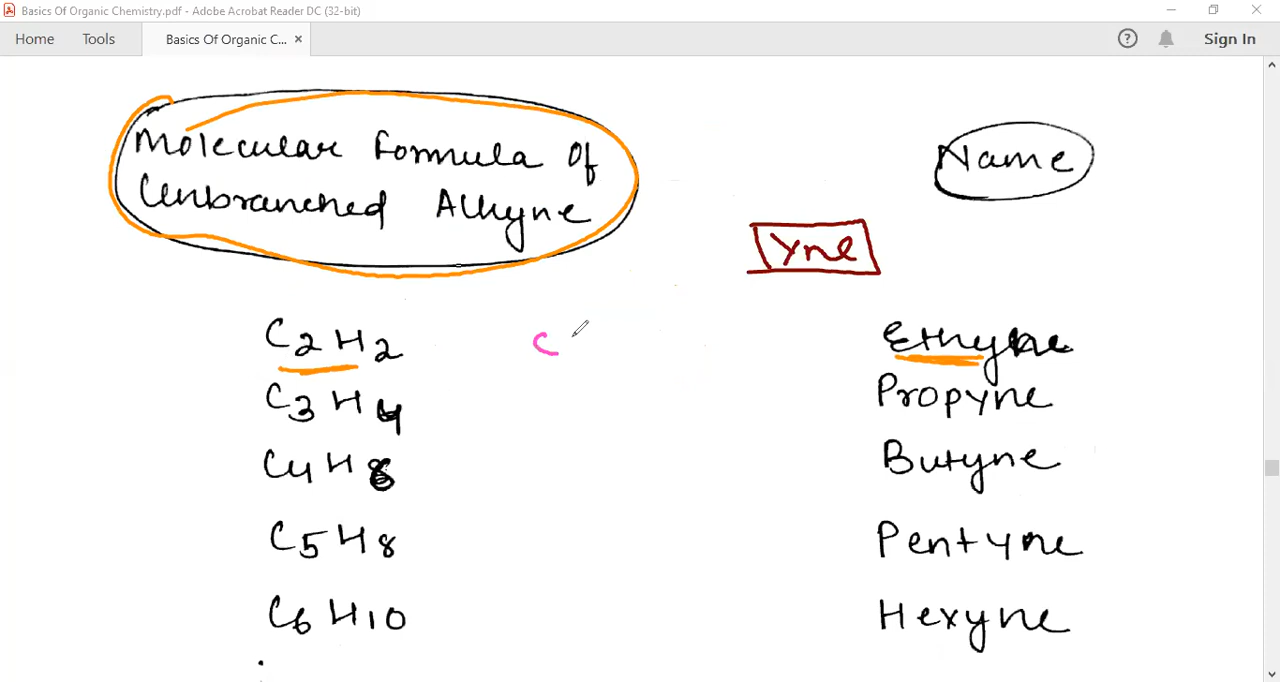 Basics Of Organic Chemistry.pdf - Adobe Acrobat Reader DC (32-bit)
Home Tools Basics Of Organic C... × Sign In
Molecular Formula Of
Unbranched Alkyne
Name
yne
C2H2 C Ethyne
C3H4 Propyne
C4H6 Butyne
C5H8 Pentyne
C6H10 Hexyne